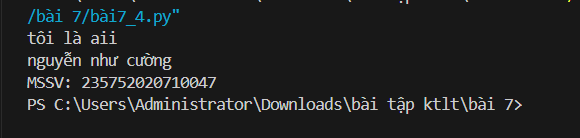 /bài 7/bài7_4.py"
tôi là aii
nguyễn như cường
MSSV: 235752020710047
PS C:\Users\Administrator\Downloads\bài tập ktlt\bài 7>